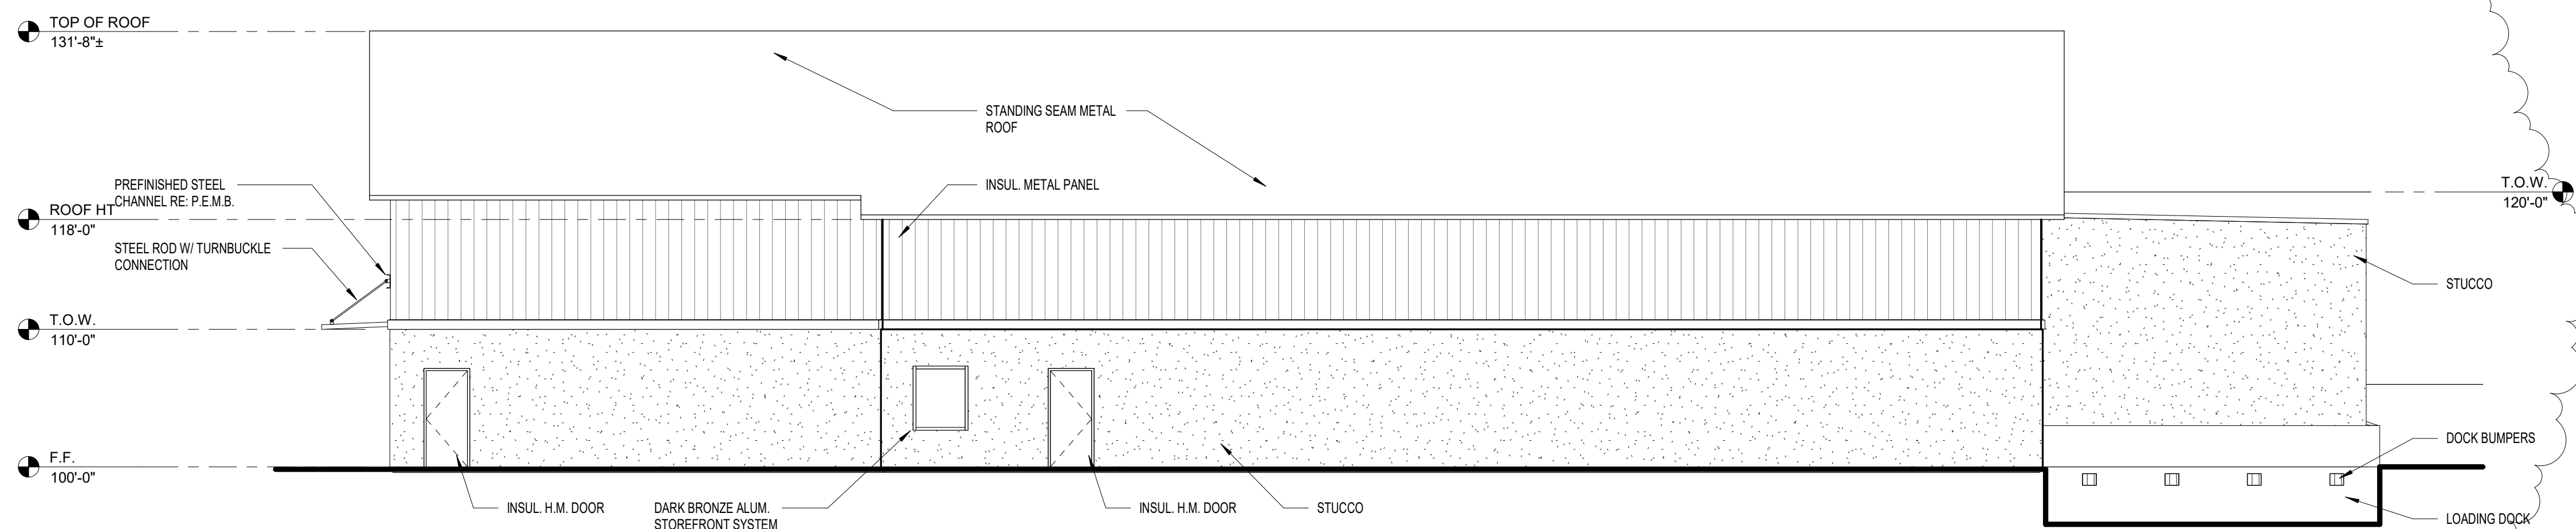 TOP OF ROOF
131'-8"±
STANDING SEAM METAL
ROOF
PREFINISHED STEEL
CHANNEL RE: P.E.M.B.
INSUL. METAL PANEL
T.O.W.
120'-0"
ROOF HT
118'-0"
STEEL ROD W/ TURNBUCKLE
CONNECTION
STUCCO
T.O.W.
110'-0"
DOCK BUMPERS
F.F.
100'-0"
INSUL. H.M. DOOR
DARK BRONZE ALUM.
STOREFRONT SYSTEM
INSUL. H.M. DOOR
STUCCO
LOADING DOCK